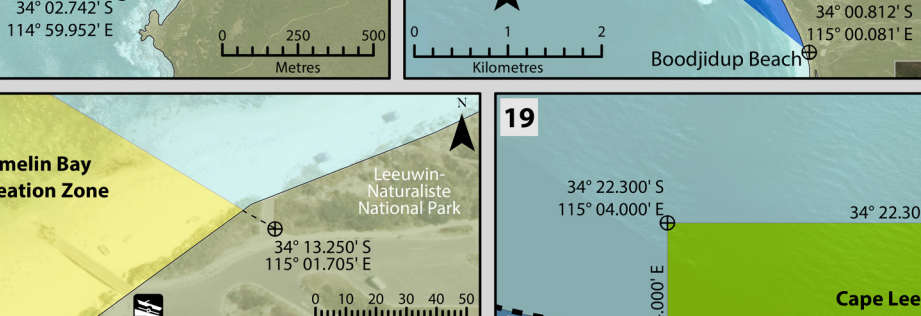 34° 02.742' S
114° 59.952' E
0 250 500
Metres
0 1 2
Kilometres
34° 00.812' S
115° 00.081' E
Boodjidup Beach
N
melin Bay
eation Zone
Leeuwin-
Naturaliste
National Park
34° 13.250' S
115° 01.705' E
0 10 20 30 40 50
19
34° 22.300' S
115° 04.000' E
34° 22.30
.000' E
Cape Lee